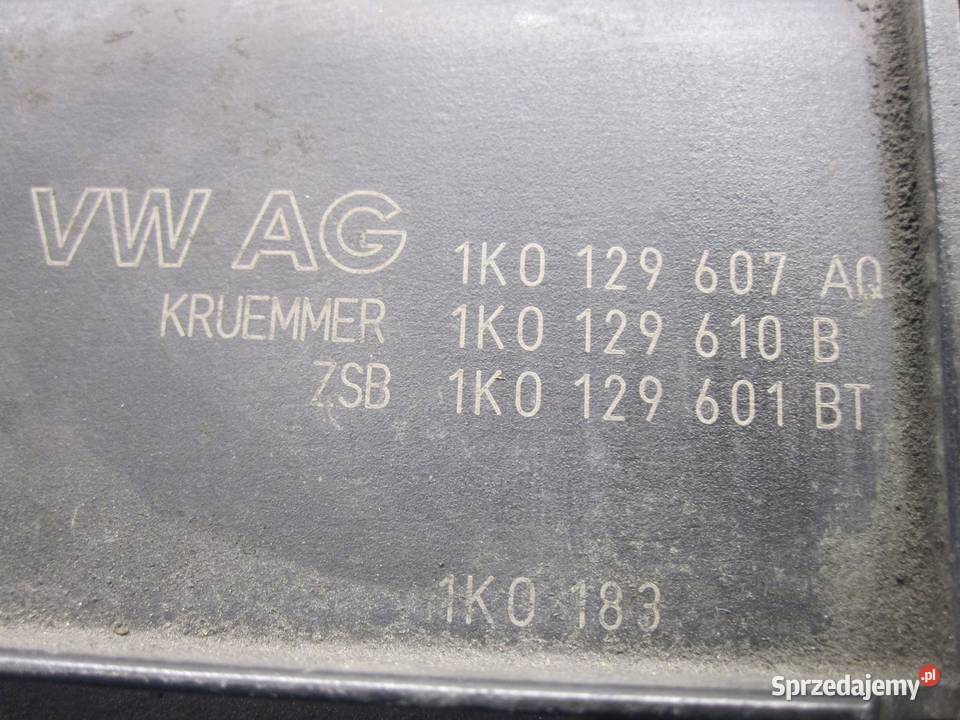 VW AG 1K0 129 607 AQ
KRUEMMER 1K0 129 610 B
ZSB 1K0 129 601 BT
1K0 183
Sprzedajemy.pl